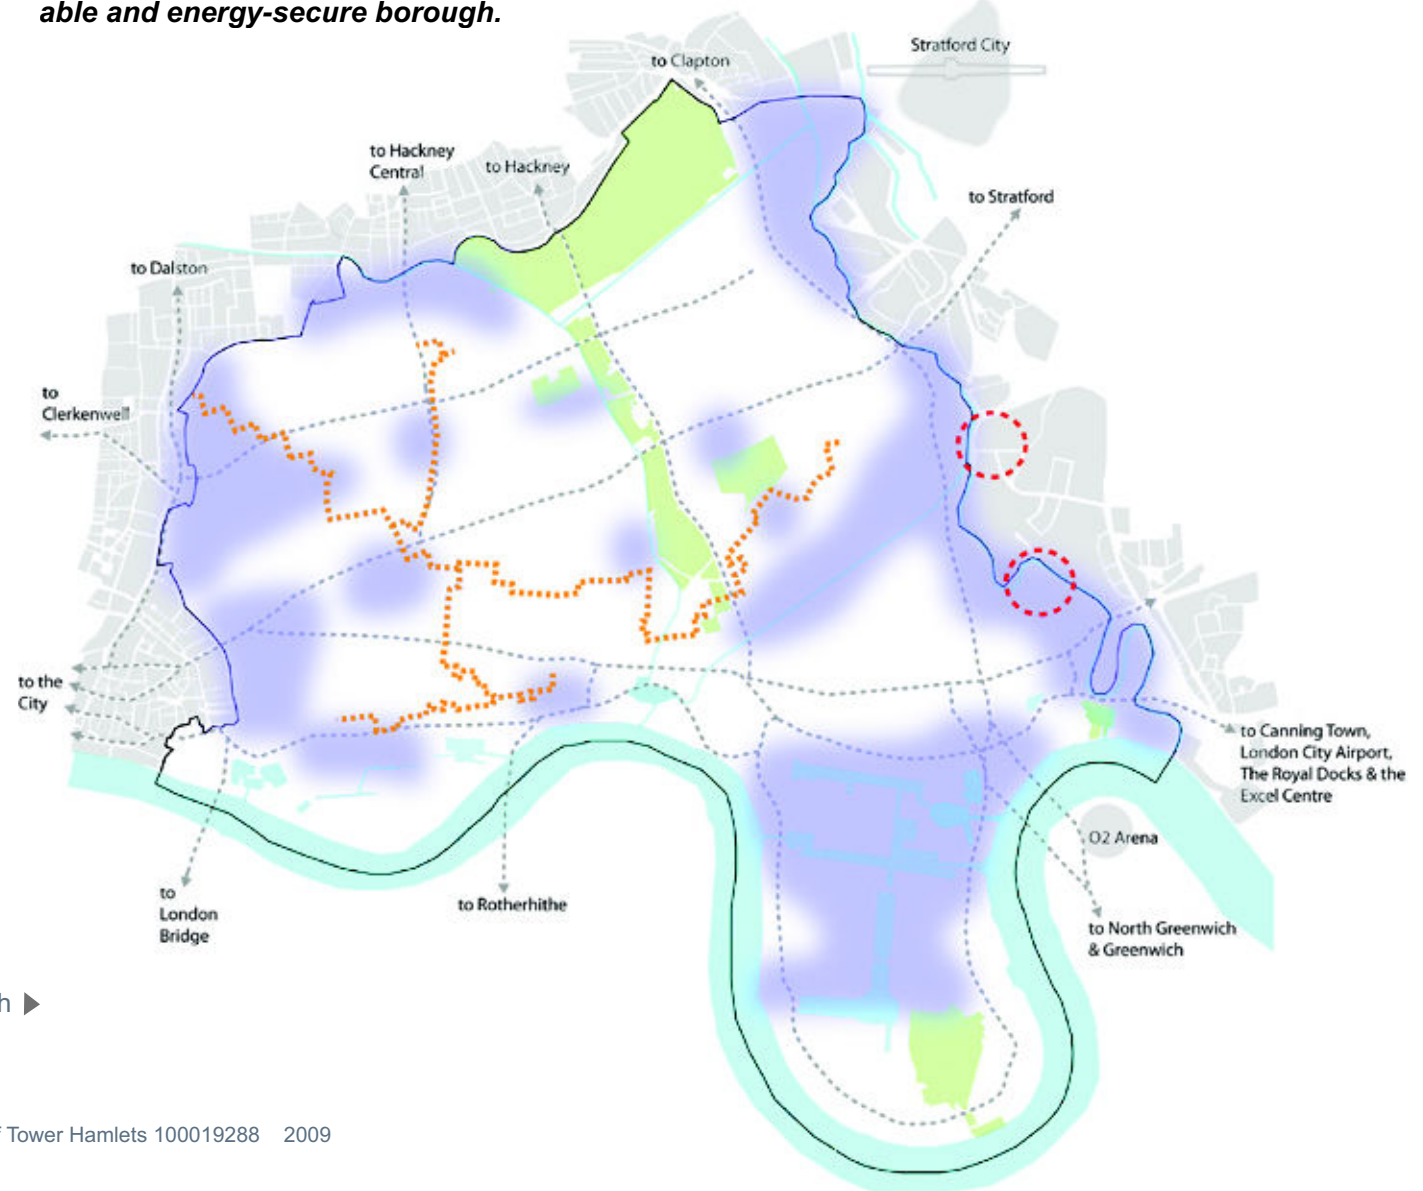 able and energy-secure borough.
Stratford City
to Clapton
to Hackney
Central
to Hackney
to Stratford
to Dalston
to
Clerkenwell
to the
City
to Canning Town,
London City Airport,
The Royal Docks & the
Excel Centre
O2 Arena
to
London
Bridge
to Rotherhithe
to North Greenwich
& Greenwich
h
Tower Hamlets 100019288 2009